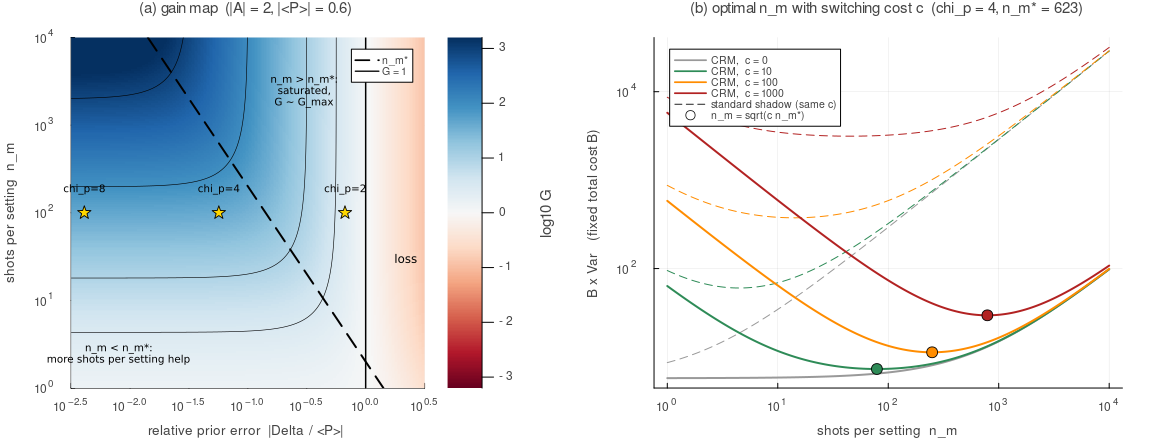 (a) gain map (|A| = 2, |<P>| = 0.6)
n_m*
G = 1
n_m > n_m*:
saturated,
G ~ G_max
chi_p=8
chi_p=4
chi_p=2
loss
n_m < n_m*:
more shots per setting help
10^4
10^3
10^2
10^1
10^0
shots per setting n_m
10^-2.5
10^-2.0
10^-1.5
10^-1.0
10^-0.5
10^0.0
10^0.5
relative prior error |Delta / <P>|
3
2
1
0
-1
-2
-3
log10 G
(b) optimal n_m with switching cost c (chi_p = 4, n_m* = 623)
CRM, c = 0
CRM, c = 10
CRM, c = 100
CRM, c = 1000
standard shadow (same c)
n_m = sqrt(c n_m*)
10^4
10^2
B x Var (fixed total cost B)
10^0
10^1
10^2
10^3
10^4
shots per setting n_m